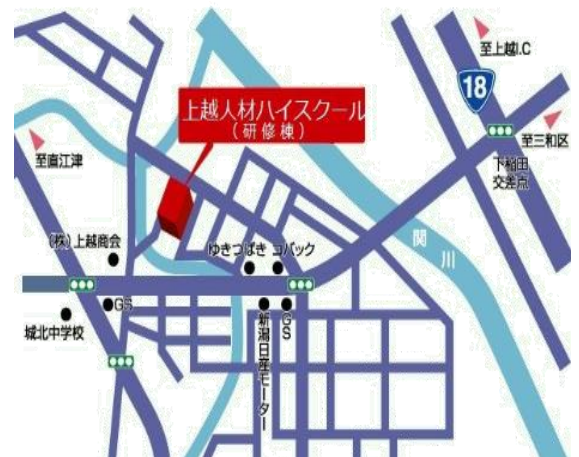 至上越I.C
18
上越人材ハイスクール
(研修棟)
至三和区
至直江津
下稲田
交差点
関川
(株)上越商会
ゆきつばき
コバック
GS
城北中学校
新潟日産モーター
GS